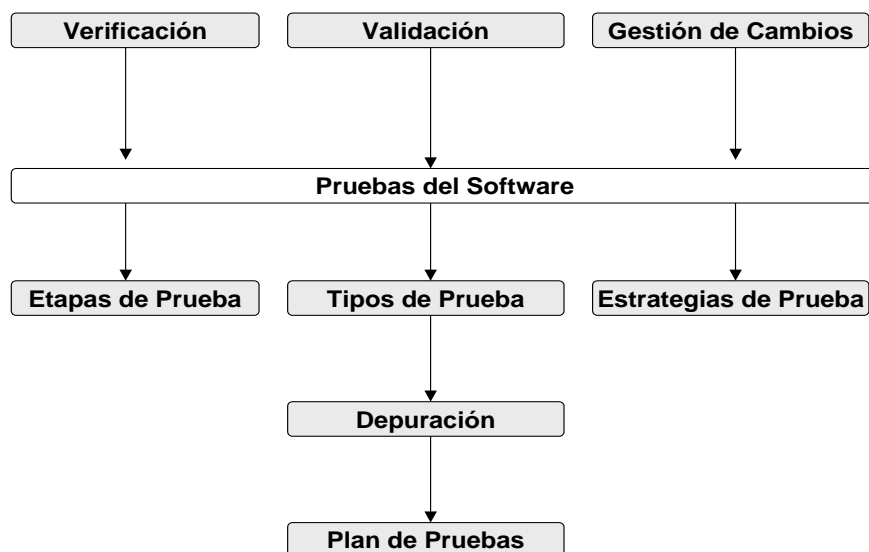 Verificación
Validación
Gestión de Cambios
Pruebas del Software
Etapas de Prueba
Tipos de Prueba
Estrategias de Prueba
Depuración
Plan de Pruebas